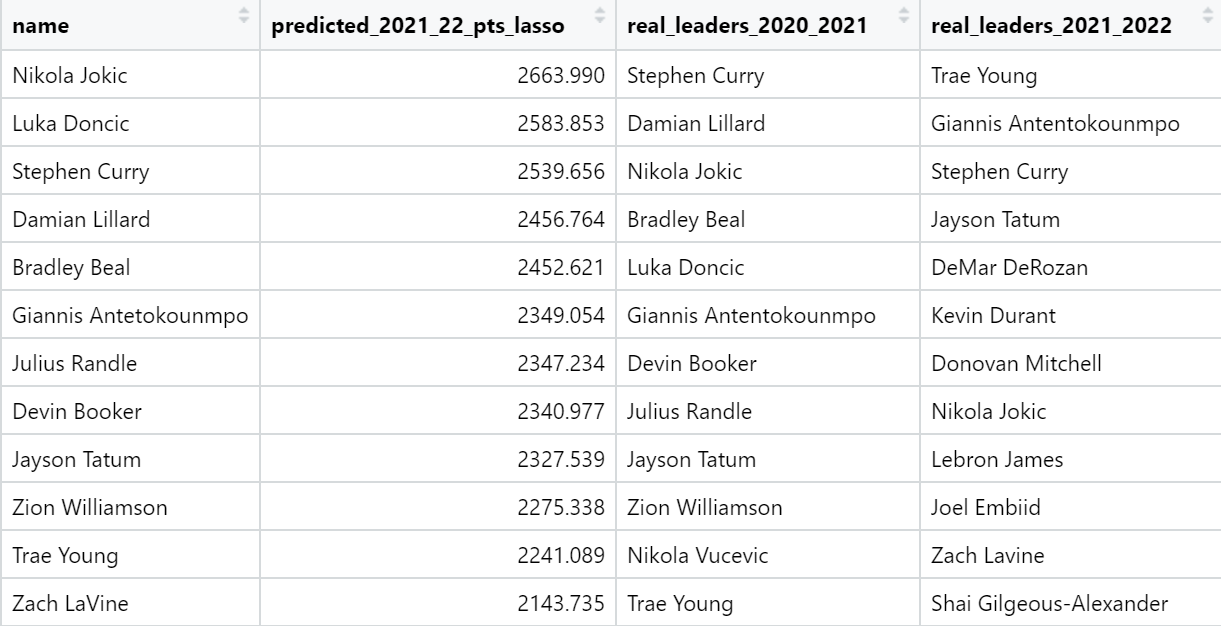 name predicted_2021_22_pts_lasso real_leaders_2020_2021 real_leaders_2021_2022
Nikola Jokic 2663.990 Stephen Curry Trae Young
Luka Doncic 2583.853 Damian Lillard Giannis Antentokounmpo
Stephen Curry 2539.656 Nikola Jokic Stephen Curry
Damian Lillard 2456.764 Bradley Beal Jayson Tatum
Bradley Beal 2452.621 Luka Doncic DeMar DeRozan
Giannis Antetokounmpo 2349.054 Giannis Antentokounmpo Kevin Durant
Julius Randle 2347.234 Devin Booker Donovan Mitchell
Devin Booker 2340.977 Julius Randle Nikola Jokic
Jayson Tatum 2327.539 Jayson Tatum Lebron James
Zion Williamson 2275.338 Zion Williamson Joel Embiid
Trae Young 2241.089 Nikola Vucevic Zach Lavine
Zach LaVine 2143.735 Trae Young Shai Gilgeous-Alexander